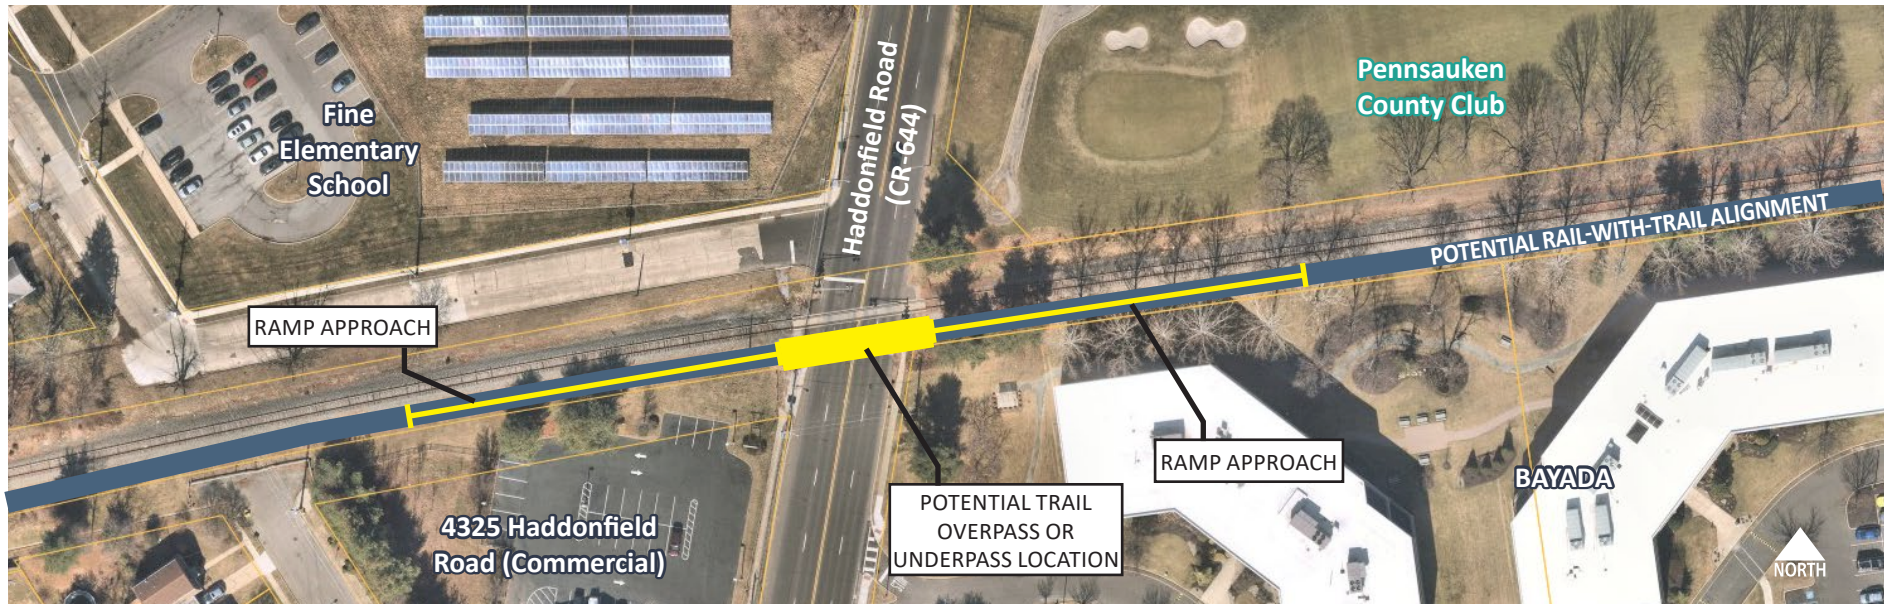 Fine
Elementary
School
Haddonfield Road
(CR-644)
Pennsauken
County Club
POTENTIAL RAIL-WITH-TRAIL ALIGNMENT
RAMP APPROACH
RAMP APPROACH
POTENTIAL TRAIL
OVERPASS OR
UNDERPASS LOCATION
4325 Haddonfield
Road (Commercial)
BAYADA
NORTH